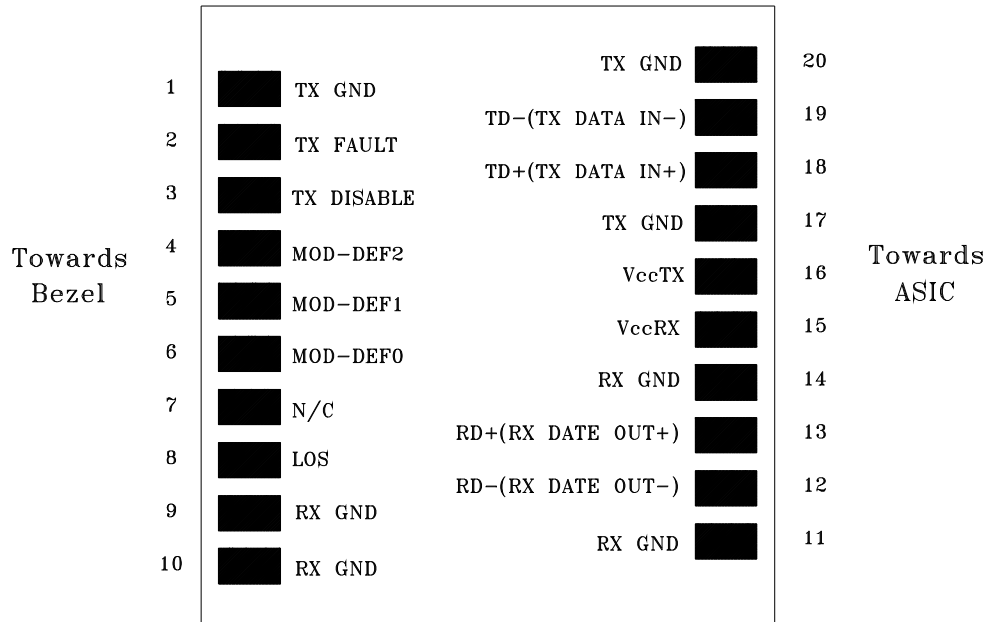 Towards
Bezel
1 TX GND
2 TX FAULT
3 TX DISABLE
4 MOD-DEF2
5 MOD-DEF1
6 MOD-DEF0
7 N/C
8 LOS
9 RX GND
10 RX GND
TX GND 20
TD-(TX DATA IN-) 19
TD+(TX DATA IN+) 18
TX GND 17
VccTX 16
VccRX 15
RX GND 14
RD+(RX DATE OUT+) 13
RD-(RX DATE OUT-) 12
RX GND 11
Towards
ASIC